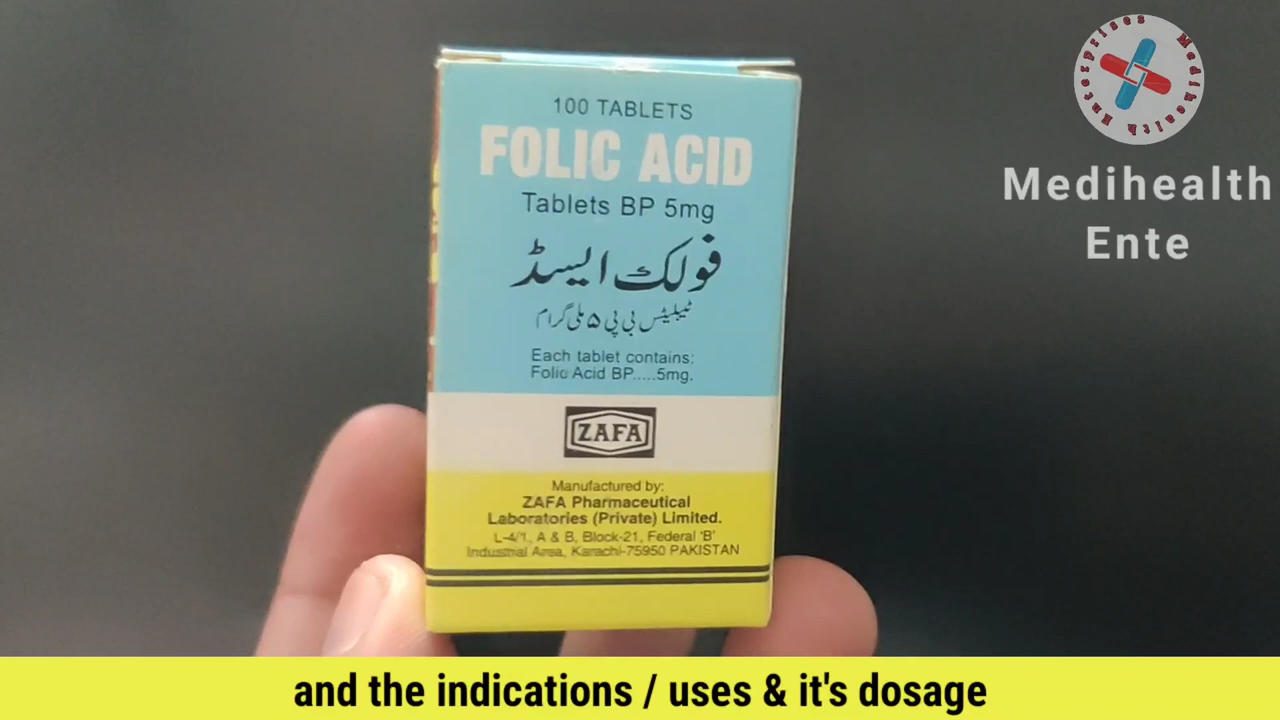 100 TABLETS
FOLIC ACID
Tablets BP 5mg
فولک ایسڈ
ٹیبلیٹس بی پی ۵ ملی گرام
Each tablet contains:
Folic Acid BP.....5mg.
ZAFA
Manufactured by:
ZAFA Pharmaceutical
Laboratories (Private) Limited.
L-4/1, A & B, Block-21, Federal 'B'
Industrial Area, Karachi-75950 PAKISTAN
Medihealth Enterprises
Medihealth
Ente
and the indications / uses & it's dosage